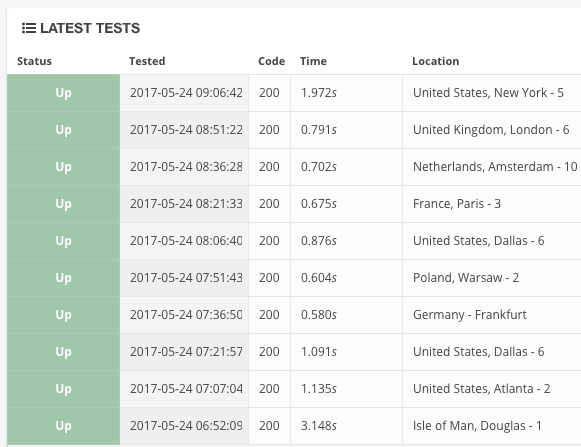 LATEST TESTS
Status Tested Code Time Location
Up 2017-05-24 09:06:42 200 1.972s United States, New York - 5
Up 2017-05-24 08:51:22 200 0.791s United Kingdom, London - 6
Up 2017-05-24 08:36:28 200 0.702s Netherlands, Amsterdam - 10
Up 2017-05-24 08:21:33 200 0.675s France, Paris - 3
Up 2017-05-24 08:06:40 200 0.876s United States, Dallas - 6
Up 2017-05-24 07:51:43 200 0.604s Poland, Warsaw - 2
Up 2017-05-24 07:36:50 200 0.580s Germany - Frankfurt
Up 2017-05-24 07:21:57 200 1.091s United States, Dallas - 6
Up 2017-05-24 07:07:04 200 1.135s United States, Atlanta - 2
Up 2017-05-24 06:52:09 200 3.148s Isle of Man, Douglas - 1